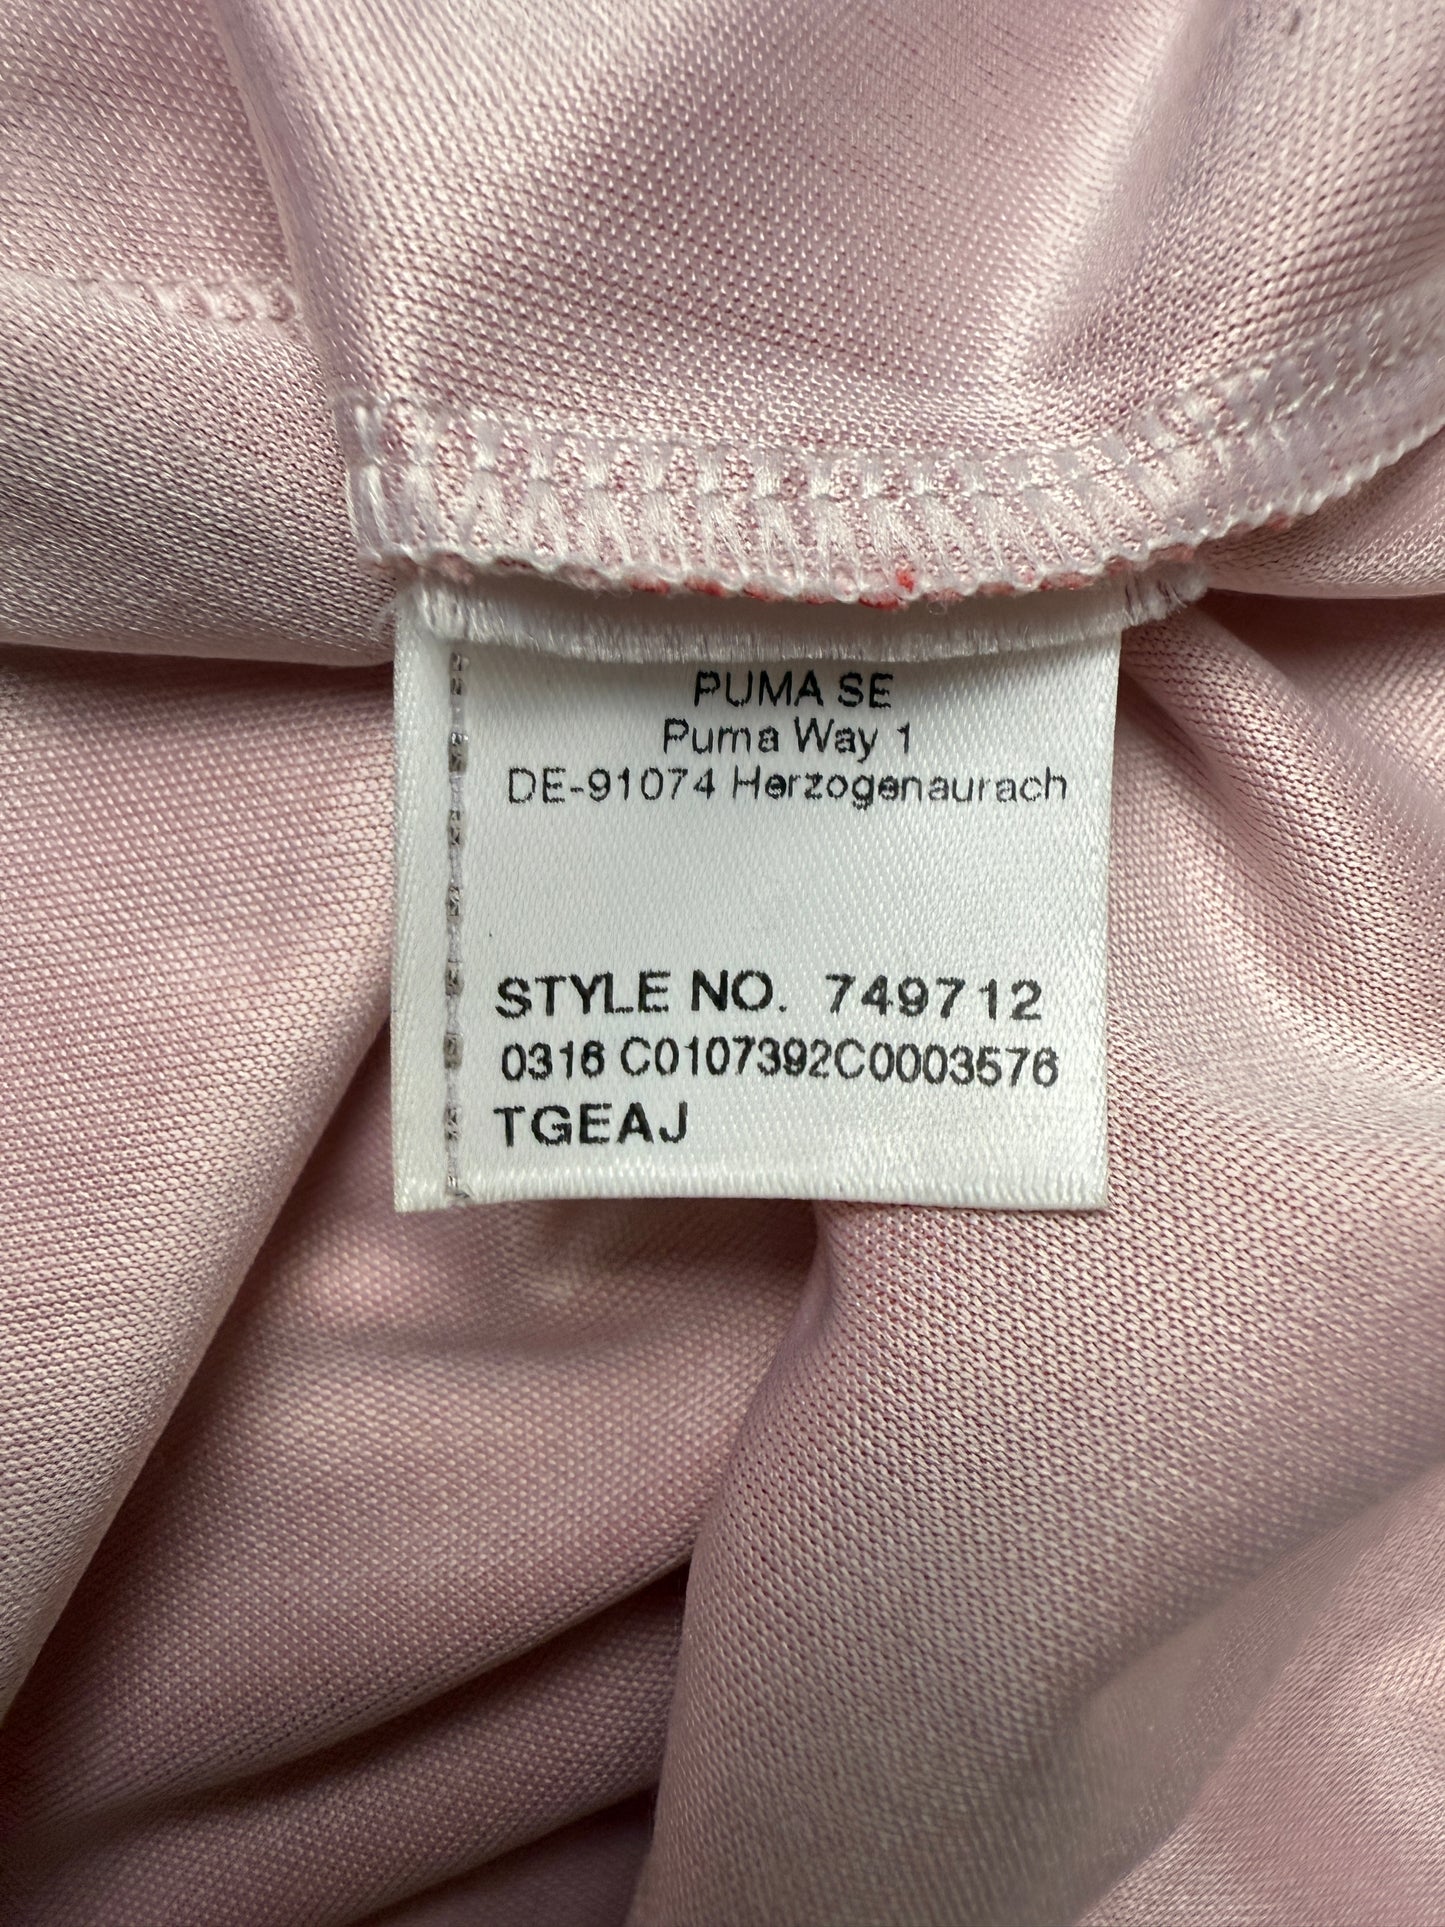 PUMA SE
Puma Way 1
DE-91074 Herzogenaurach
STYLE NO. 749712
0316 C0107392C0003576
TGEAJ